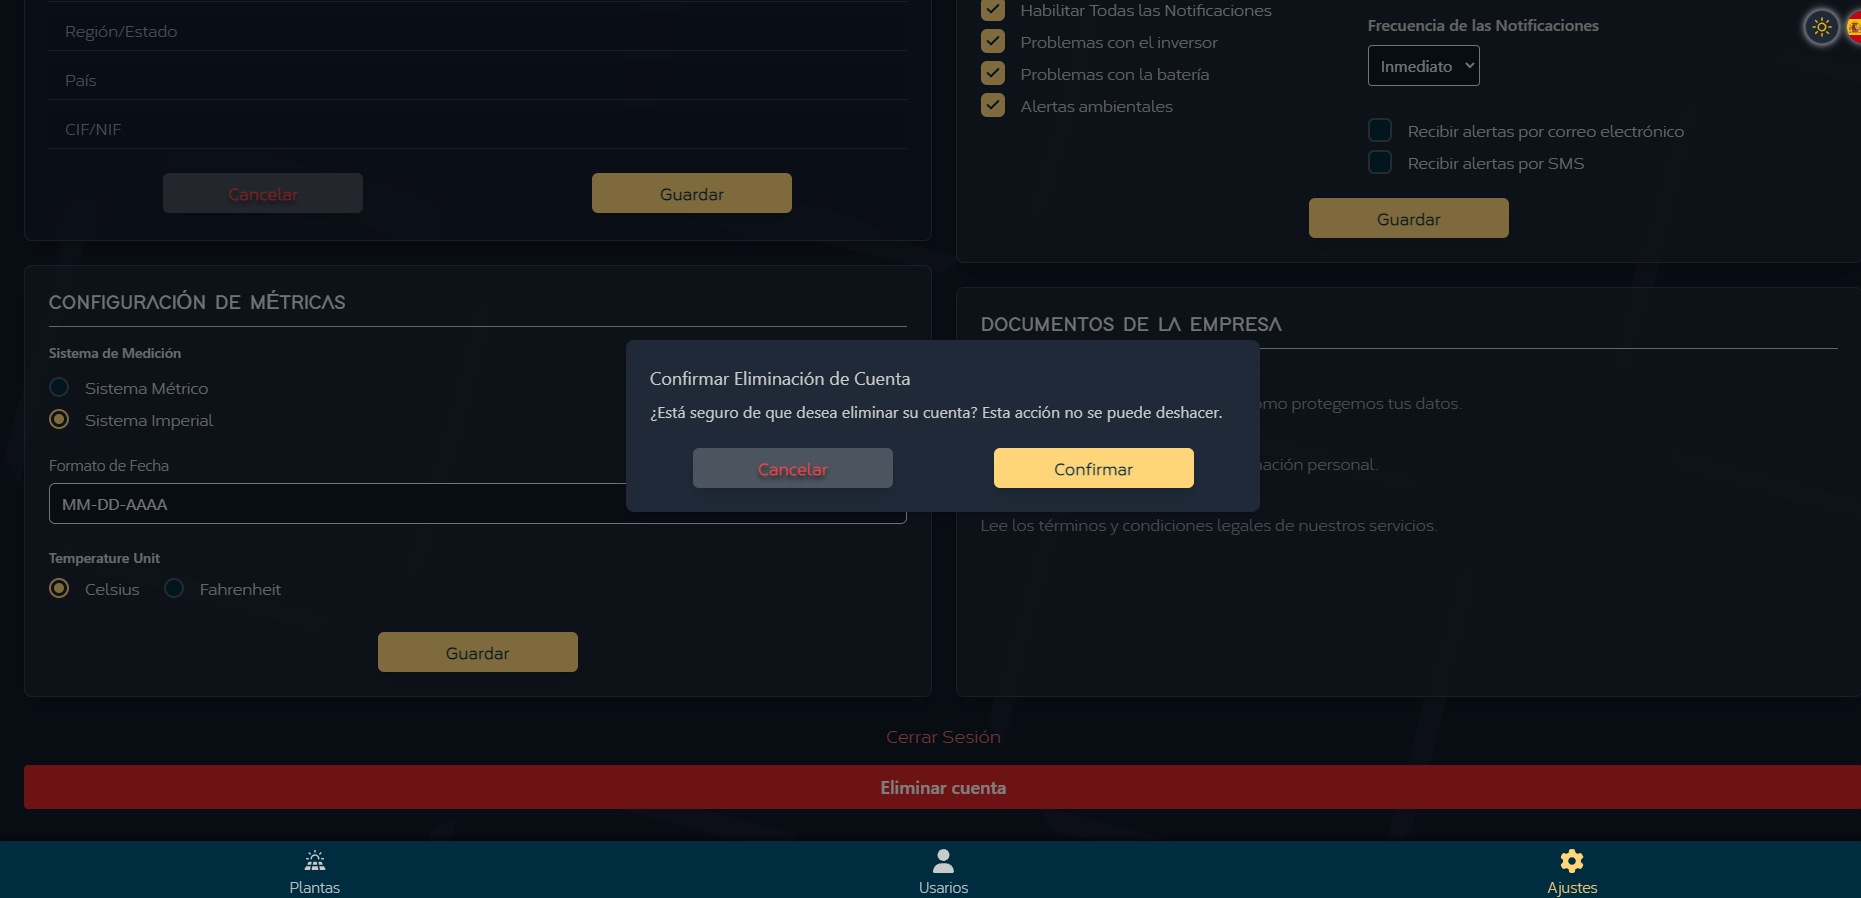 Región/Estado
País
CIF/NIF
Cancelar
Guardar
Habilitar Todas las Notificaciones
Problemas con el inversor
Problemas con la batería
Alertas ambientales
Frecuencia de las Notificaciones
Inmediato
Recibir alertas por correo electrónico
Recibir alertas por SMS
Guardar
CONFIGURACIÓN DE MÉTRICAS
Sistema de Medición
Sistema Métrico
Sistema Imperial
Formato de Fecha
MM-DD-AAAA
Temperature Unit
Celsius
Fahrenheit
Guardar
DOCUMENTOS DE LA EMPRESA
protegemos tus datos.
personal.
Lee los términos y condiciones legales de nuestros servicios.
Confirmar Eliminación de Cuenta
¿Está seguro de que desea eliminar su cuenta? Esta acción no se puede deshacer.
Cancelar
Confirmar
Cerrar Sesión
Eliminar cuenta
Plantas
Usarios
Ajustes